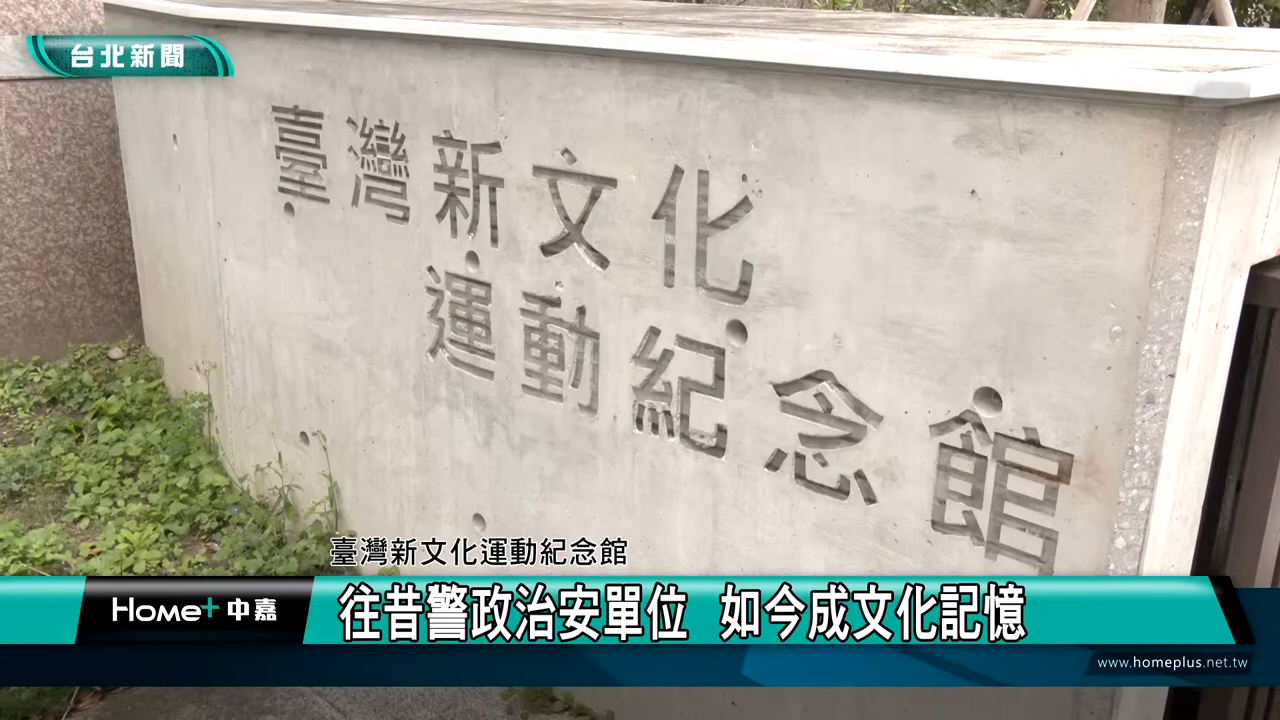 台北新聞
臺灣新文化
運動紀念館
臺灣新文化運動紀念館
Home+ 中嘉
往昔警政治安單位 如今成文化記憶
www.homeplus.net.tw